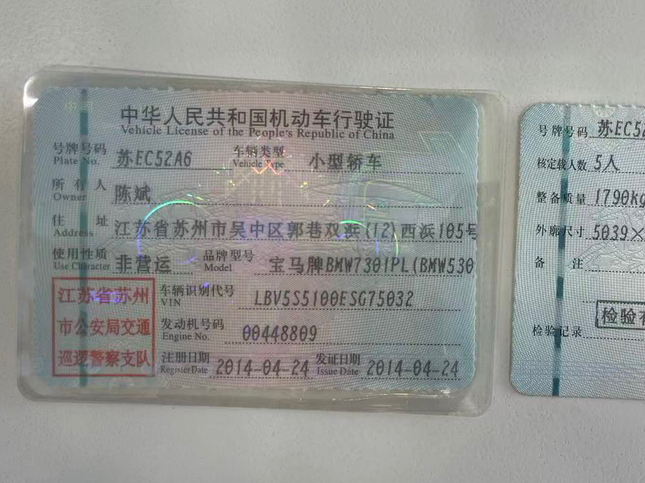 中华人民共和国机动车行驶证
Vehicle License of the People's Republic of China
号牌号码 苏EC52A6 车辆类型 小型轿车
Plate No. Vehicle Type
所有人 陈斌
Owner
住址 江苏省苏州市吴中区郭巷双浜(12)西浜105号
Address
使用性质 非营运 品牌型号 宝马牌BMW7301PL(BMW530
Use Character Model
江苏省苏州
市公安局交通
巡逻警察支队
车辆识别代号 LBV5S5100ESG75032
VIN
发动机号码 00448809
Engine No.
注册日期 2014-04-24 发证日期 2014-04-24
Register Date Issue Date
号牌号码 苏EC52
核定载人数 5人
整备质量 1790kg
外廓尺寸 5039×
备注
检验有
检验记录